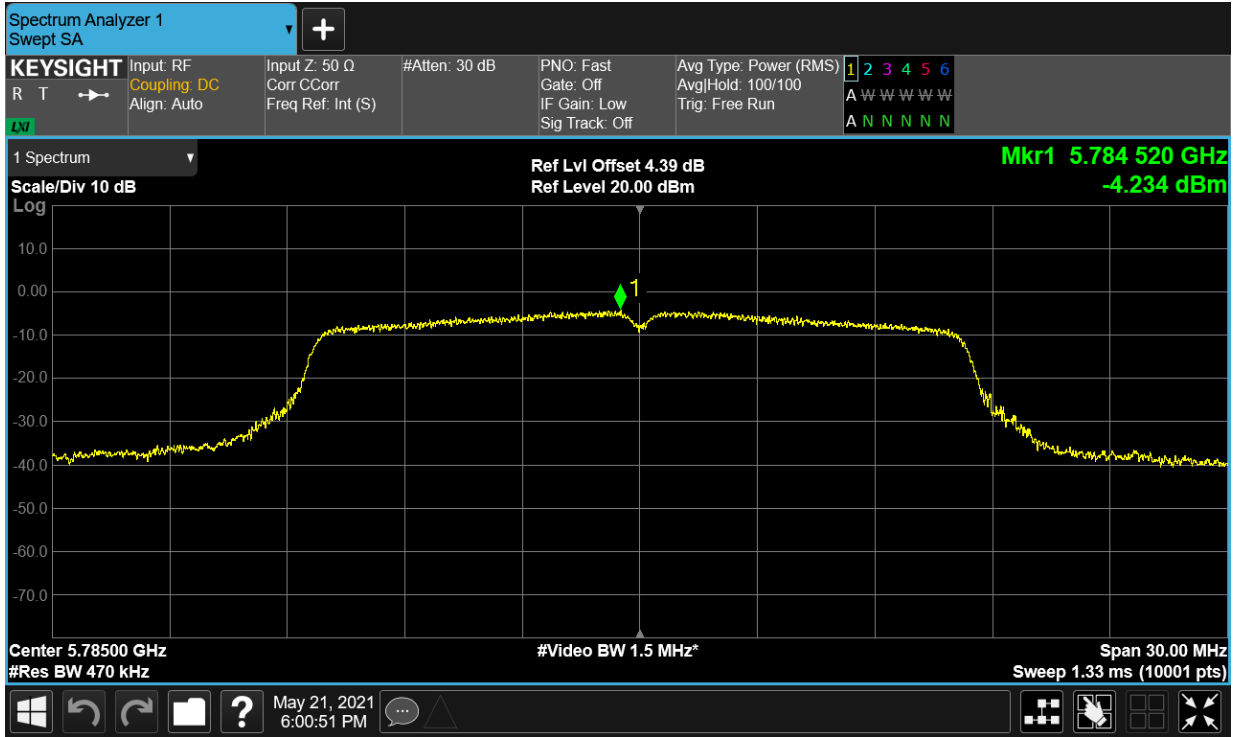 Spectrum Analyzer 1
Swept SA
+
KEYSIGHT
R T
LXI
Input: RF
Coupling: DC
Align: Auto
Input Z: 50 Ω
Corr CCorr
Freq Ref: Int (S)
#Atten: 30 dB
PNO: Fast
Gate: Off
IF Gain: Low
Sig Track: Off
Avg Type: Power (RMS)
Avg|Hold: 100/100
Trig: Free Run
1 2 3 4 5 6
A W W W W W
A N N N N N
1 Spectrum
Scale/Div 10 dB
Log
Ref Lvl Offset 4.39 dB
Ref Level 20.00 dBm
Mkr1 5.784 520 GHz
-4.234 dBm
1
10.0
0.00
-10.0
-20.0
-30.0
-40.0
-50.0
-60.0
-70.0
Center 5.78500 GHz
#Res BW 470 kHz
#Video BW 1.5 MHz*
Span 30.00 MHz
Sweep 1.33 ms (10001 pts)
?
May 21, 2021
6:00:51 PM